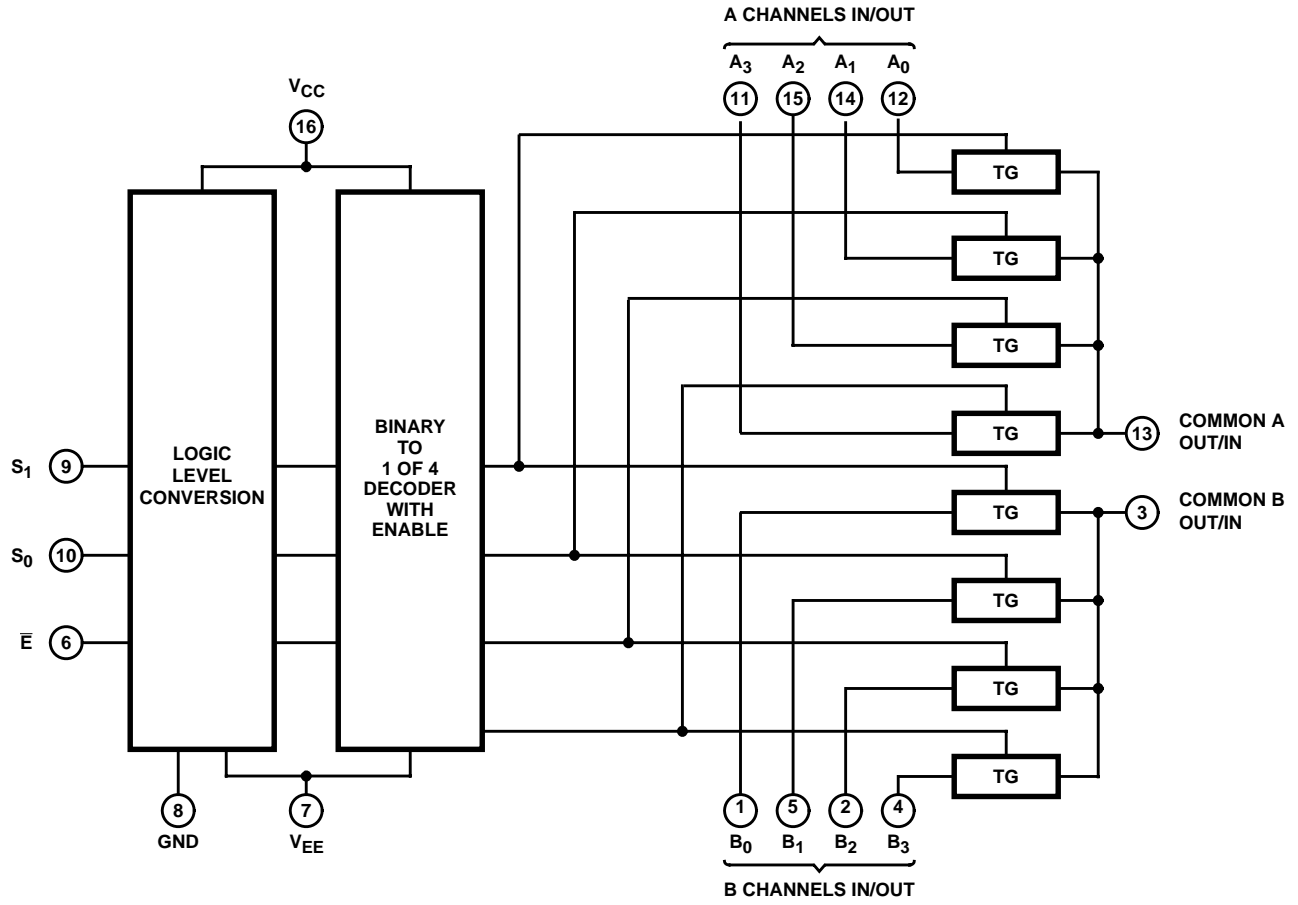 A CHANNELS IN/OUT
A3 A2 A1 A0
11 15 14 12
VCC
16
TG
TG
TG
TG
13 COMMON A
OUT/IN
S1 9
S0 10
E̅ 6
LOGIC
LEVEL
CONVERSION
BINARY
TO
1 OF 4
DECODER
WITH
ENABLE
TG
3 COMMON B
OUT/IN
TG
TG
TG
8
GND
7
VEE
1 5 2 4
B0 B1 B2 B3
B CHANNELS IN/OUT